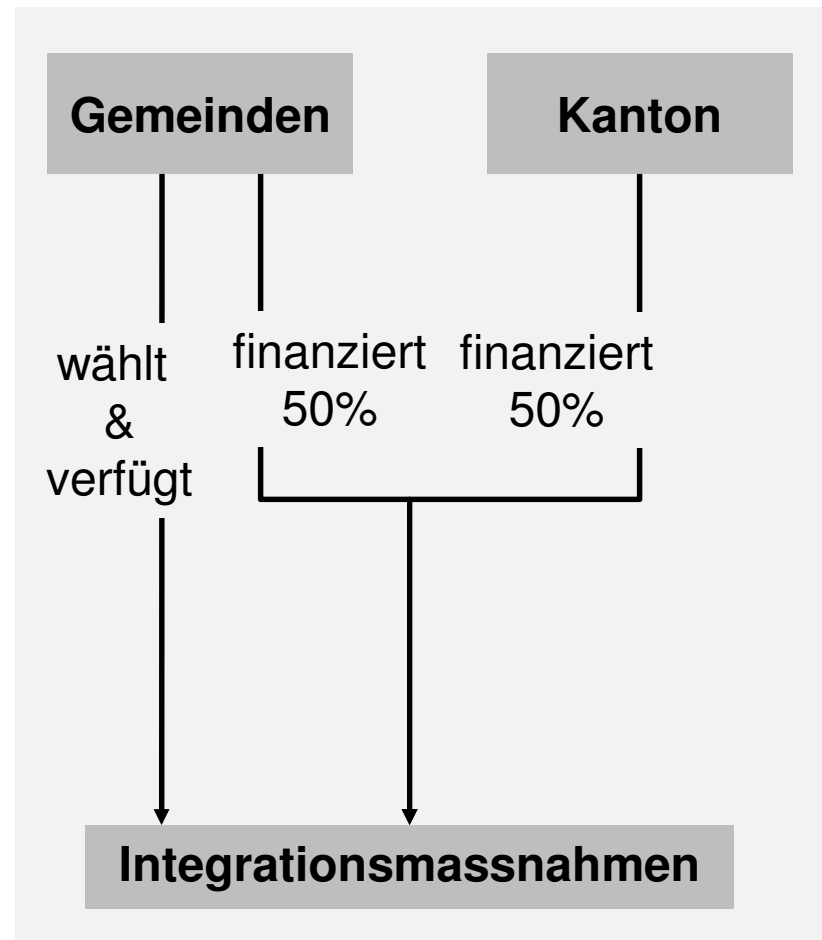 Gemeinden
Kanton
wählt
&
verfügt
finanziert
50%
finanziert
50%
Integrationsmassnahmen